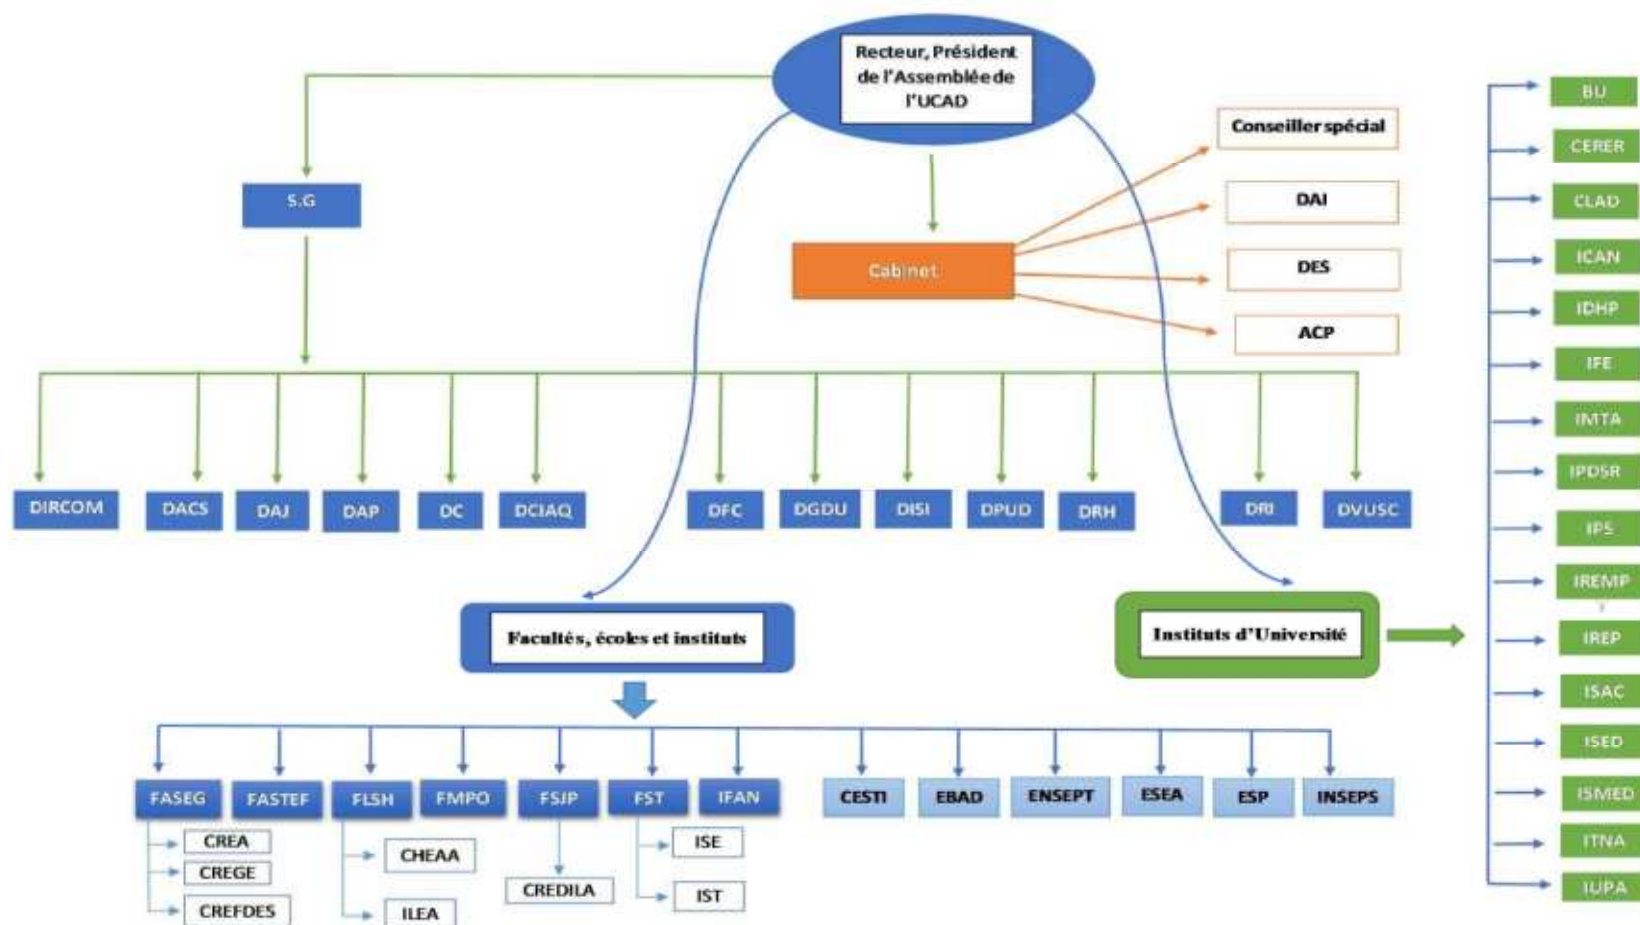 Recteur, Président
de l'Assemblée de
l'UCAD
S.G
Cabinet
Conseiller spécial
DAI
DES
ACP
DIRCOM
DACS
DAJ
DAP
DC
DCIAQ
DFC
DGDU
DISI
DPUD
DRH
DRI
DVUSC
Facultés, écoles et instituts
Instituts d'Université
FASEG
FASTEF
FLSH
FMPO
FSJP
FST
IFAN
CESTI
EBAD
ENSEPT
ESEA
ESP
INSEPS
CREA
CREGE
CREFDES
CHEAA
ILEA
CREDILA
ISE
IST
BU
CERER
CLAD
ICAN
IDHP
IFE
IMTA
IPDSR
IPS
IREMP
IREP
ISAC
ISED
ISMED
ITNA
IUPA